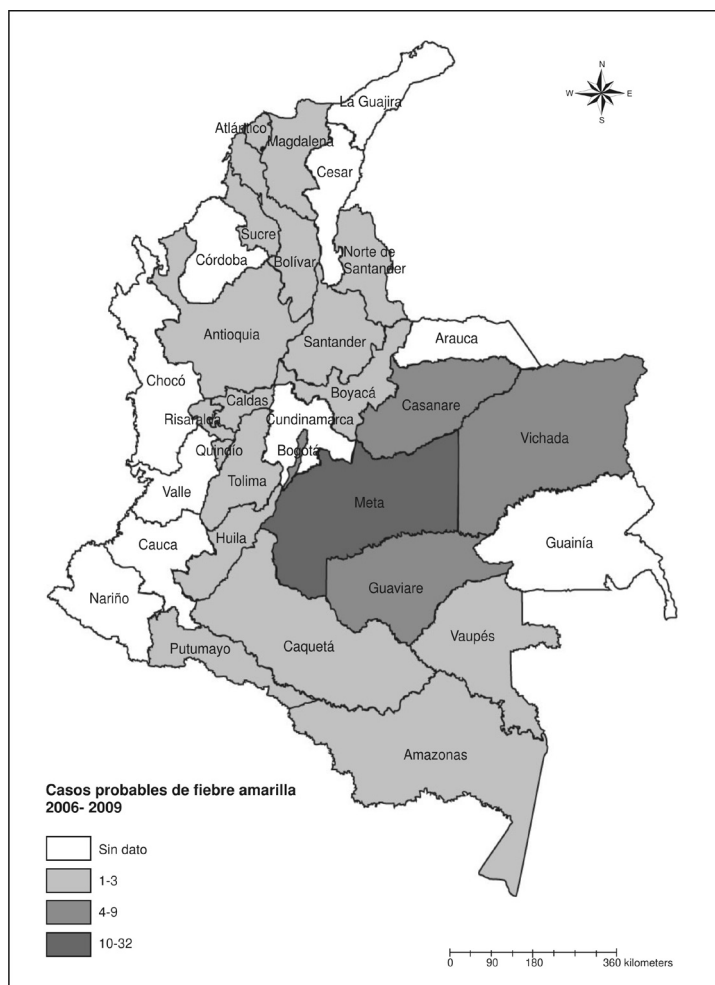 N
W E
S
La Guajira
Atlántico
Magdalena
Cesar
Sucre
Córdoba
Bolívar
Norte de
Santander
Antioquia
Santander
Arauca
Chocó
Boyacá
Caldas
Casanare
Risaralda
Cundinamarca
Vichada
Quindío
Bogotá
Tolima
Valle
Meta
Huila
Cauca
Guainía
Nariño
Guaviare
Vaupés
Putumayo
Caquetá
Amazonas
Casos probables de fiebre amarilla
2006- 2009
Sin dato
1-3
4-9
10-32
0 90 180 360 kilometers